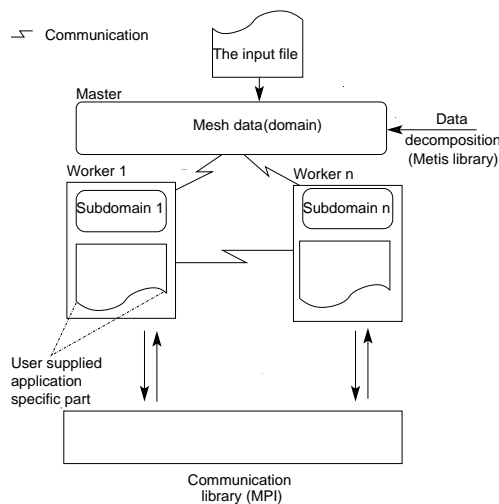 Communication
The input file
Master
Mesh data(domain)
Data
decomposition
(Metis library)
Worker 1
Worker n
Subdomain 1
Subdomain n
User supplied
application
specific part
Communication
library (MPI)